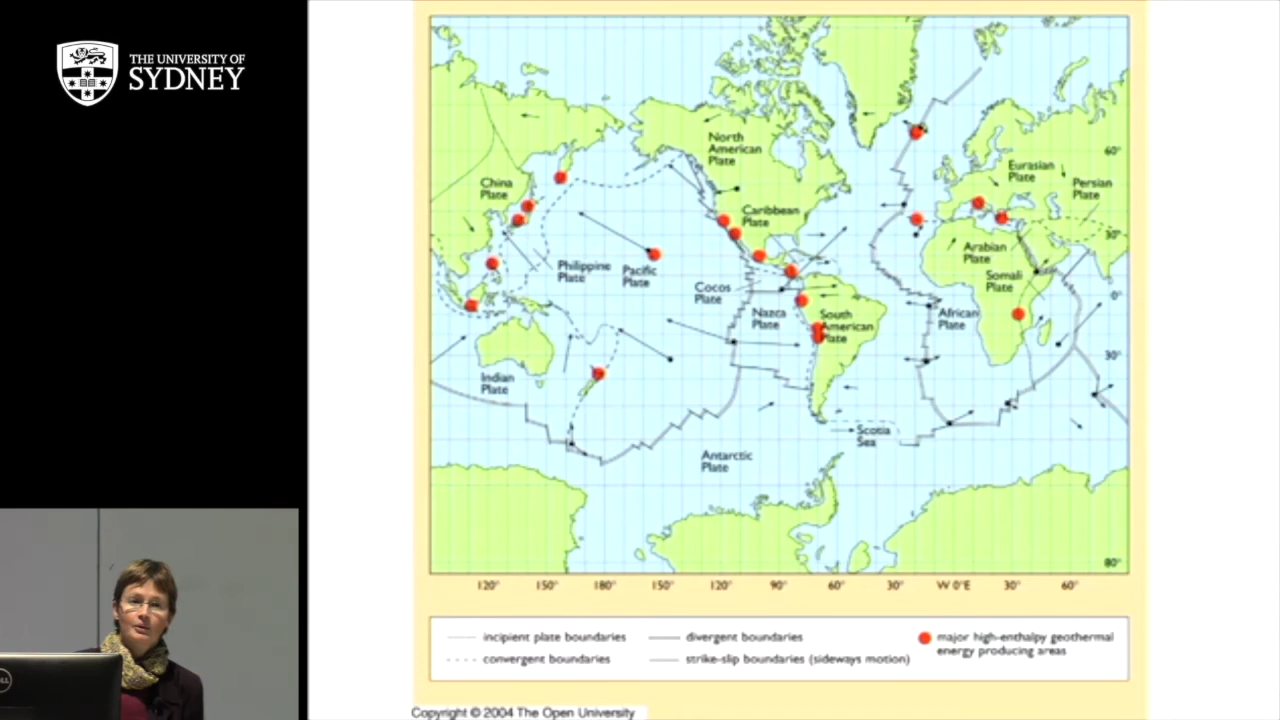 THE UNIVERSITY OF
SYDNEY
North
American
Plate
China
Plate
Caribbean
Plate
Eurasian
Plate
Persian
Plate
Philippine
Plate
Pacific
Plate
Cocos
Plate
Nazca
Plate
South
American
Plate
Arabian
Plate
Somali
Plate
African
Plate
Indian
Plate
Antarctic
Plate
Scotia
Sea
60°
30°
0°
30°
80°
120° 150° 180° 150° 120° 90° 60° 30° W 0°E 30° 60°
incipient plate boundaries
convergent boundaries
divergent boundaries
strike-slip boundaries (sideways motion)
major high-enthalpy geothermal
energy producing areas
Copyright © 2004 The Open University
DELL